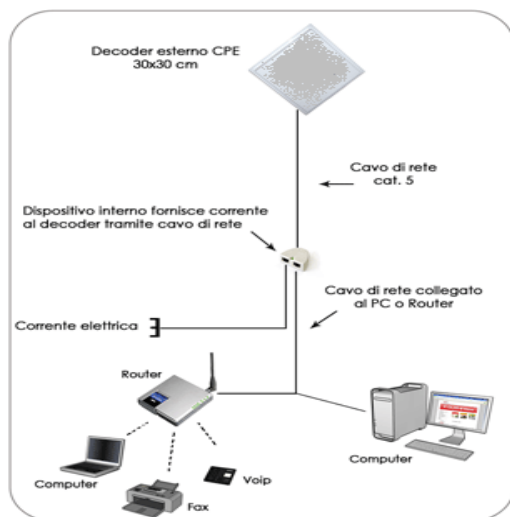 Decoder esterno CPE
30x30 cm
Cavo di rete
cat. 5
Dispositivo interno fornisce corrente
al decoder tramite cavo di rete
Cavo di rete collegato
al PC o Router
Corrente elettrica
Router
Computer
Fax
Voip
Computer